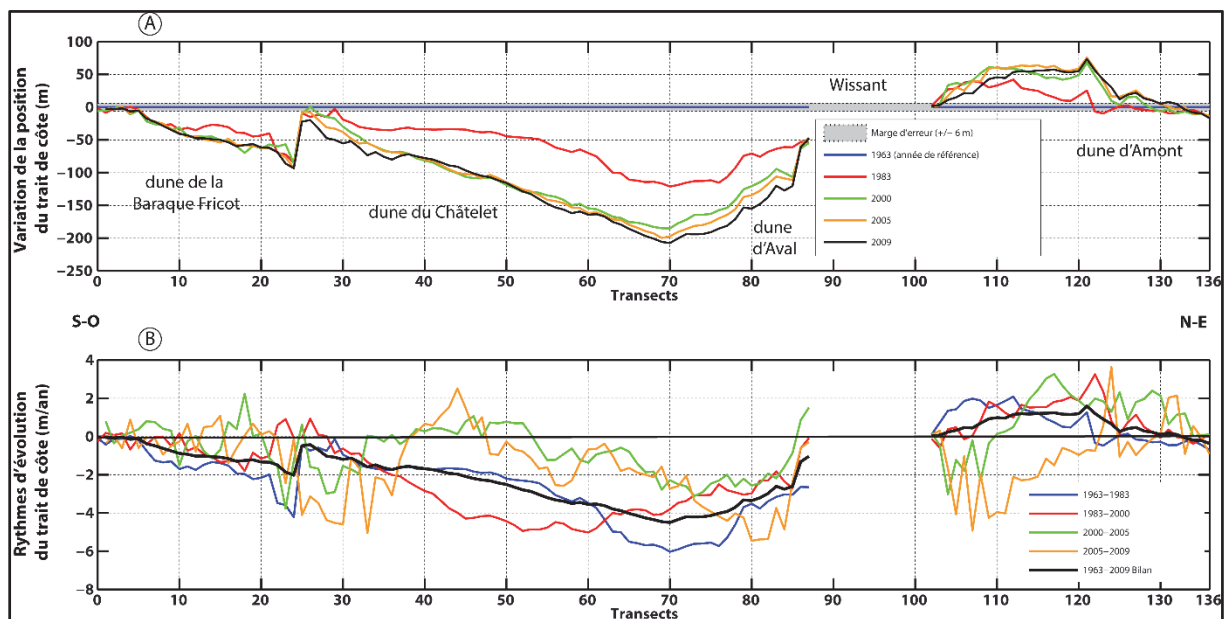 A
Variation de la position
du trait de côte (m)
100
50
0
−50
−100
−150
−200
−250
Wissant
dune de la
Baraque Fricot
dune du Châtelet
dune
d'Aval
dune d'Amont
Marge d'erreur (+/− 6 m)
1963 (année de référence)
1983
2000
2005
2009
0 10 20 30 40 50 60 70 80 90 100 110 120 130 136
Transects
S-O
N-E
B
Rythmes d'évolution
du trait de côte (m/an)
4
2
0
−2
−4
−6
−8
1963−1983
1983−2000
2000−2005
2005−2009
1963−2009 Bilan
0 10 20 30 40 50 60 70 80 90 100 110 120 130 136
Transects